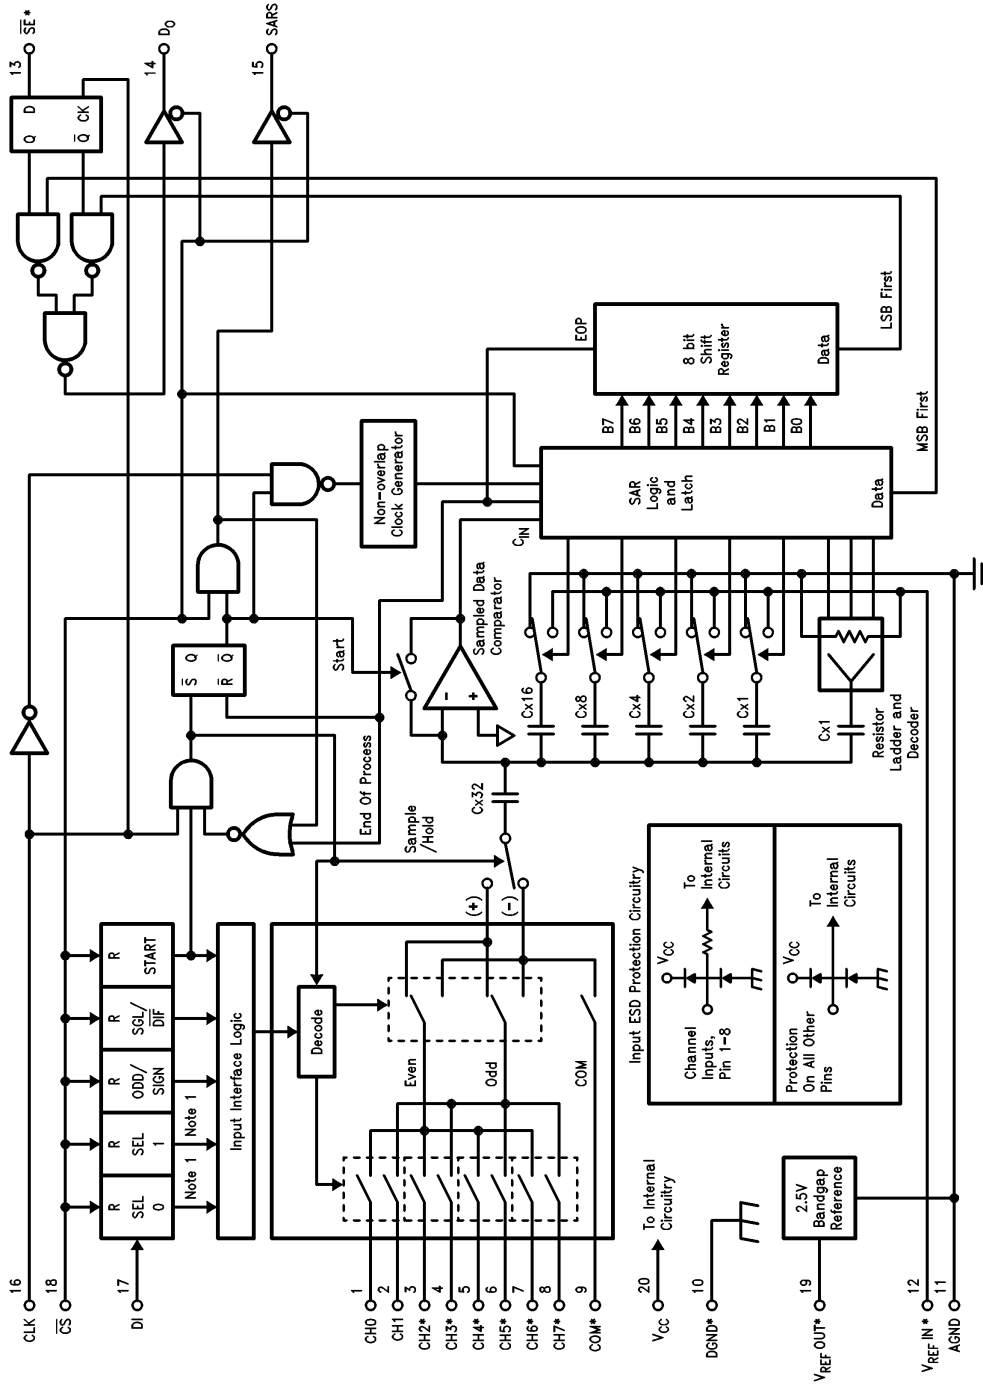 CLK
16
C̅S̅
18
DI
17
R
SEL
0
R
SEL
1
R
ODD/
SIGN
R
SGL/
D̅I̅F̅
R
START
Note 1
Note 1
Input Interface Logic
S̅
Q
R̅
Q̅
Start
End Of Process
Sample
/Hold
Non-overlap
Clock Generator
Q
D
Q̅
CK
13
S̅E̅*
14
DO
15
SARS
CH0
1
CH1
2
CH2*
3
CH3*
4
CH4*
5
CH5*
6
CH6*
7
CH7*
8
COM*
9
Decode
Even
Odd
COM
(+)
(-)
Cx32
-
+
Sampled Data
Comparator
Cx16
Cx8
Cx4
Cx2
Cx1
Cx1
Resistor
Ladder and
Decoder
CIN
SAR
Logic
and
Latch
Data
B7
B6
B5
B4
B3
B2
B1
B0
EOP
8 bit
Shift
Register
Data
LSB First
MSB First
VCC
20
To Internal
Circuitry
DGND*
10
VREF OUT*
19
2.5V
Bandgap
Reference
VREF IN*
12
AGND
11
Input ESD Protection Circuitry
Channel
Inputs,
Pin 1-8
VCC
To
Internal
Circuits
Protection
On All Other
Pins
VCC
To
Internal
Circuits